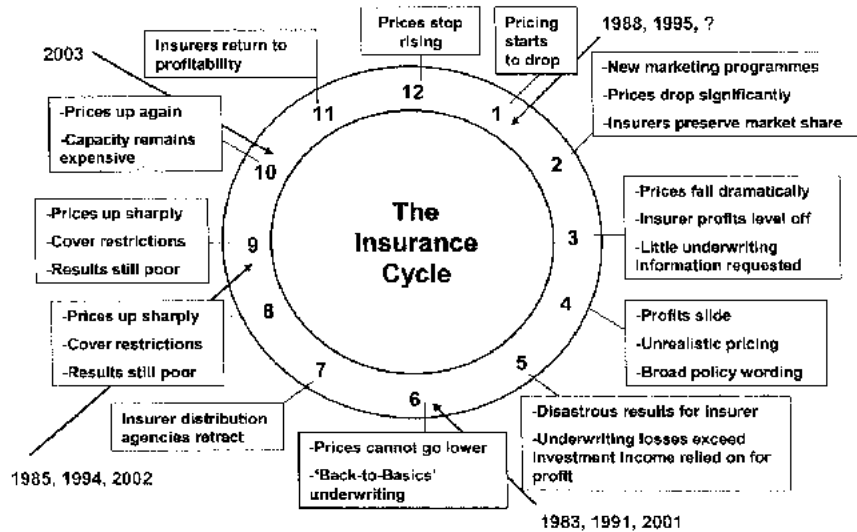 Prices stop
rising
Pricing
starts
to drop
1988, 1995, ?
Insurers return to
profitability
2003
-New marketing programmes
-Prices drop significantly
-Insurers preserve market share
-Prices up again
-Capacity remains
expensive
12
1
11
2
10
-Prices up sharply
-Cover restrictions
-Results still poor
9
The
Insurance
Cycle
3
-Prices fall dramatically
-Insurer profits level off
-Little underwriting
Information requested
-Prices up sharply
-Cover restrictions
-Results still poor
8
4
-Profits slide
-Unrealistic pricing
-Broad policy wording
7
5
6
Insurer distribution
agencies retract
-Prices cannot go lower
-'Back-to-Basics'
underwriting
-Disastrous results for insurer
-Underwriting losses exceed
Investment Income relied on for
profit
1985, 1994, 2002
1983, 1991, 2001